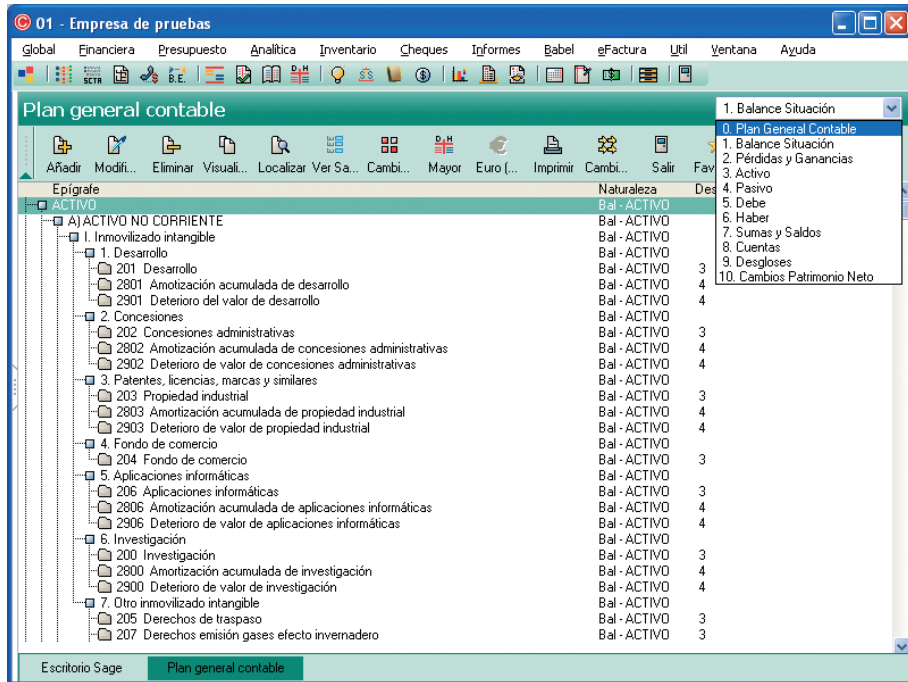 01 - Empresa de pruebas
Global Financiera Presupuesto Analítica Inventario Cheques Informes Babel eFactura Util Ventana Ayuda
SCTR B.E. D H
Plan general contable
1. Balance Situación
Añadir Modifi... Eliminar Visuali... Localizar Ver Sa... Cambi... Mayor Euro (... Imprimir Cambi... Salir Fav
0. Plan General Contable
1. Balance Situación
2. Pérdidas y Ganancias
3. Activo
4. Pasivo
5. Debe
6. Haber
7. Sumas y Saldos
8. Cuentas
9. Desgloses
10. Cambios Patrimonio Neto
Epígrafe Naturaleza Des
ACTIVO Bal - ACTIVO
A) ACTIVO NO CORRIENTE Bal - ACTIVO
I. Inmovilizado intangible Bal - ACTIVO
1. Desarrollo Bal - ACTIVO
201 Desarrollo Bal - ACTIVO 3
2801 Amotización acumulada de desarrollo Bal - ACTIVO 4
2901 Deterioro del valor de desarrollo Bal - ACTIVO 4
2. Concesiones Bal - ACTIVO
202 Concesiones administrativas Bal - ACTIVO 3
2802 Amotización acumulada de concesiones administrativas Bal - ACTIVO 4
2902 Deterioro de valor de concesiones administrativas Bal - ACTIVO 4
3. Patentes, licencias, marcas y similares Bal - ACTIVO
203 Propiedad industrial Bal - ACTIVO 3
2803 Amortización acumulada de propiedad industrial Bal - ACTIVO 4
2903 Deterioro de valor de propiedad industrial Bal - ACTIVO 4
4. Fondo de comercio Bal - ACTIVO
204 Fondo de comercio Bal - ACTIVO 3
5. Aplicaciones informáticas Bal - ACTIVO
206 Aplicaciones informáticas Bal - ACTIVO 3
2806 Amotización acumulada de aplicaciones informáticas Bal - ACTIVO 4
2906 Deterioro de valor de aplicaciones informáticas Bal - ACTIVO 4
6. Investigación Bal - ACTIVO
200 Investigación Bal - ACTIVO 3
2800 Amortización acumulada de investigación Bal - ACTIVO 4
2900 Deterioro de valor de investigación Bal - ACTIVO 4
7. Otro inmovilizado intangible Bal - ACTIVO
205 Derechos de traspaso Bal - ACTIVO 3
207 Derechos emisión gases efecto invernadero Bal - ACTIVO 3
Escritorio Sage Plan general contable